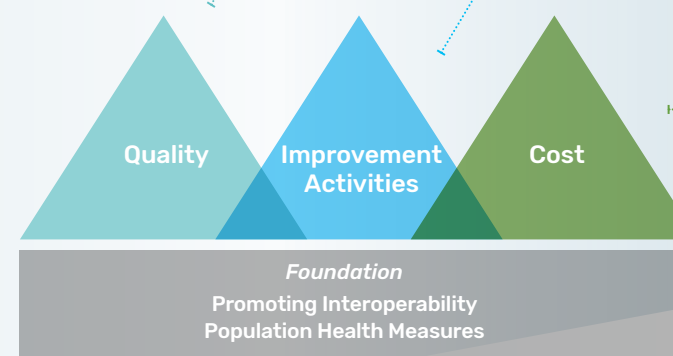 Quality
Improvement
Activities
Cost
Foundation
Promoting Interoperability
Population Health Measures